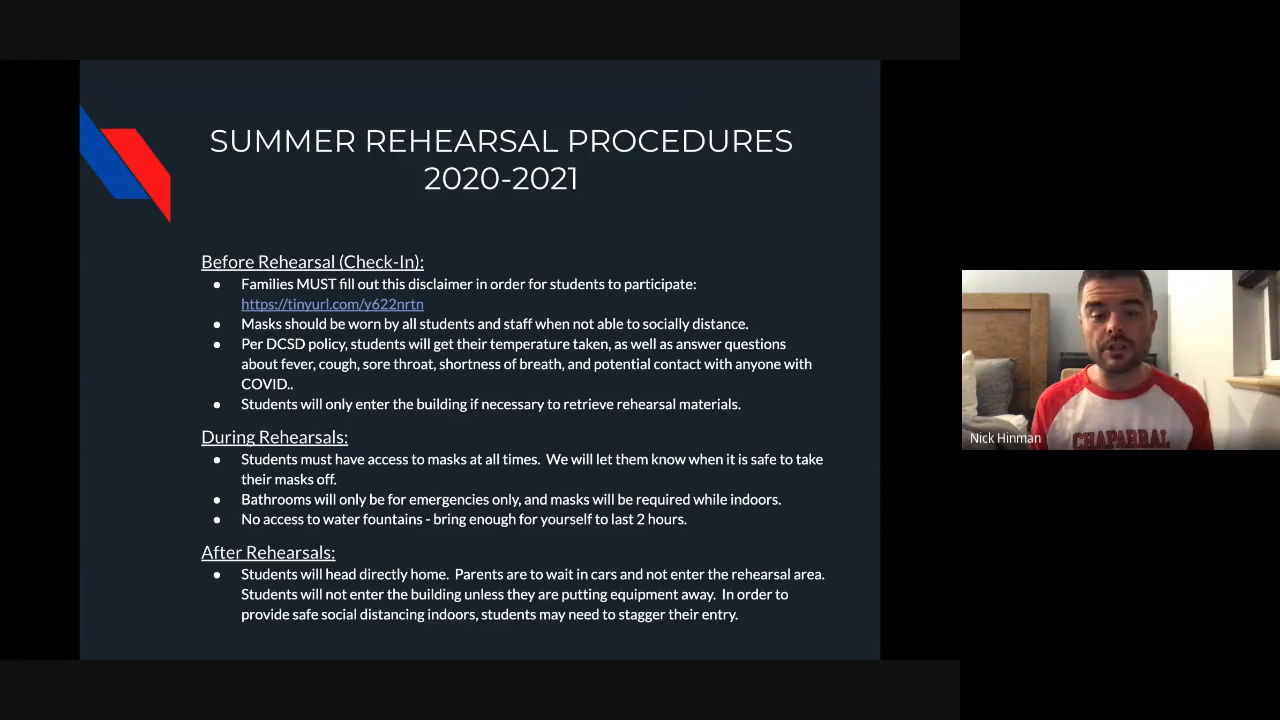 SUMMER REHEARSAL PROCEDURES
2020-2021
Before Rehearsal (Check-In):
● Families MUST fill out this disclaimer in order for students to participate:
https://tinyurl.com/y622nrtn
● Masks should be worn by all students and staff when not able to socially distance.
● Per DCSD policy, students will get their temperature taken, as well as answer questions
about fever, cough, sore throat, shortness of breath, and potential contact with anyone with
COVID..
● Students will only enter the building if necessary to retrieve rehearsal materials.
During Rehearsals:
● Students must have access to masks at all times.  We will let them know when it is safe to take
their masks off.
● Bathrooms will only be for emergencies only, and masks will be required while indoors.
● No access to water fountains - bring enough for yourself to last 2 hours.
After Rehearsals:
● Students will head directly home.  Parents are to wait in cars and not enter the rehearsal area.
Students will not enter the building unless they are putting equipment away.  In order to
provide safe social distancing indoors, students may need to stagger their entry.
Nick Hinman
CHAPARRAL